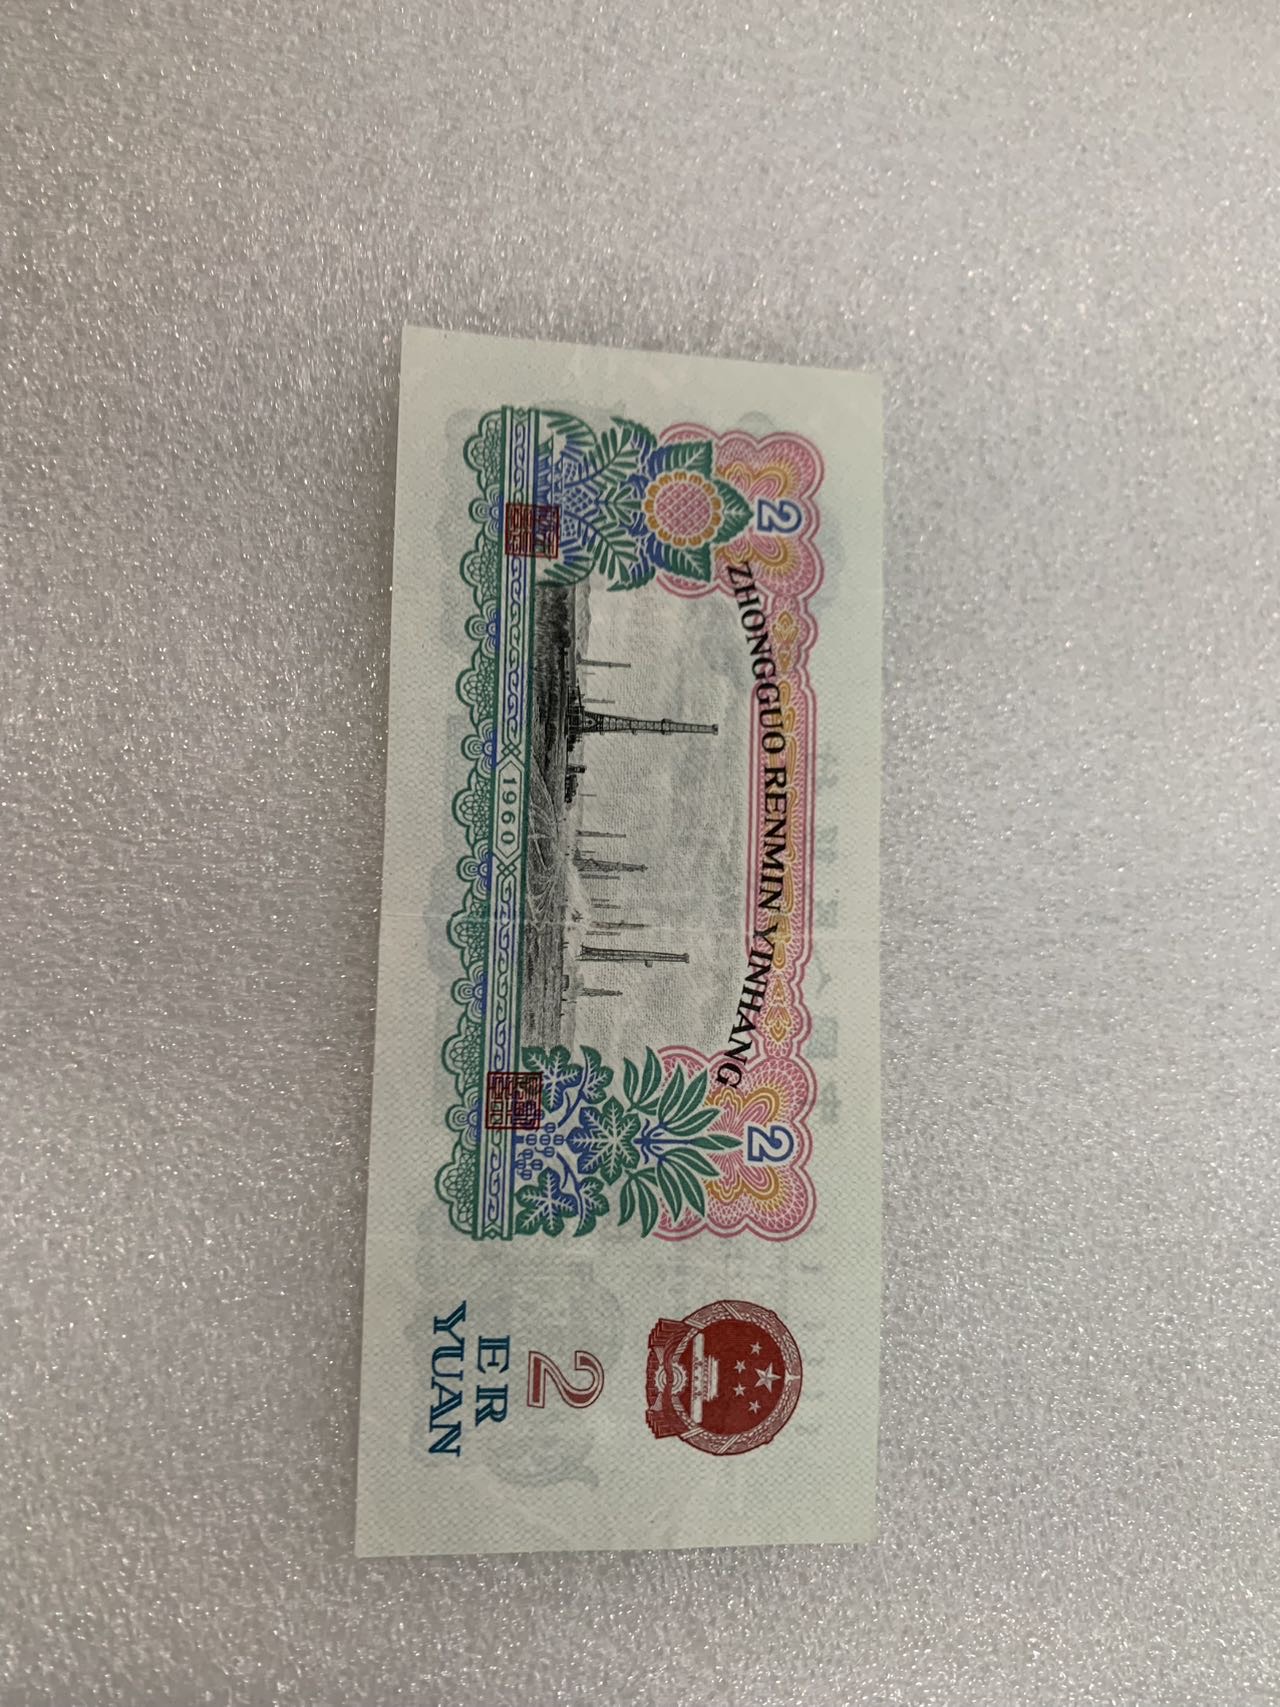 ZHONGGUO RENMIN YINHANG
2
2
1960
2
ER
YUAN